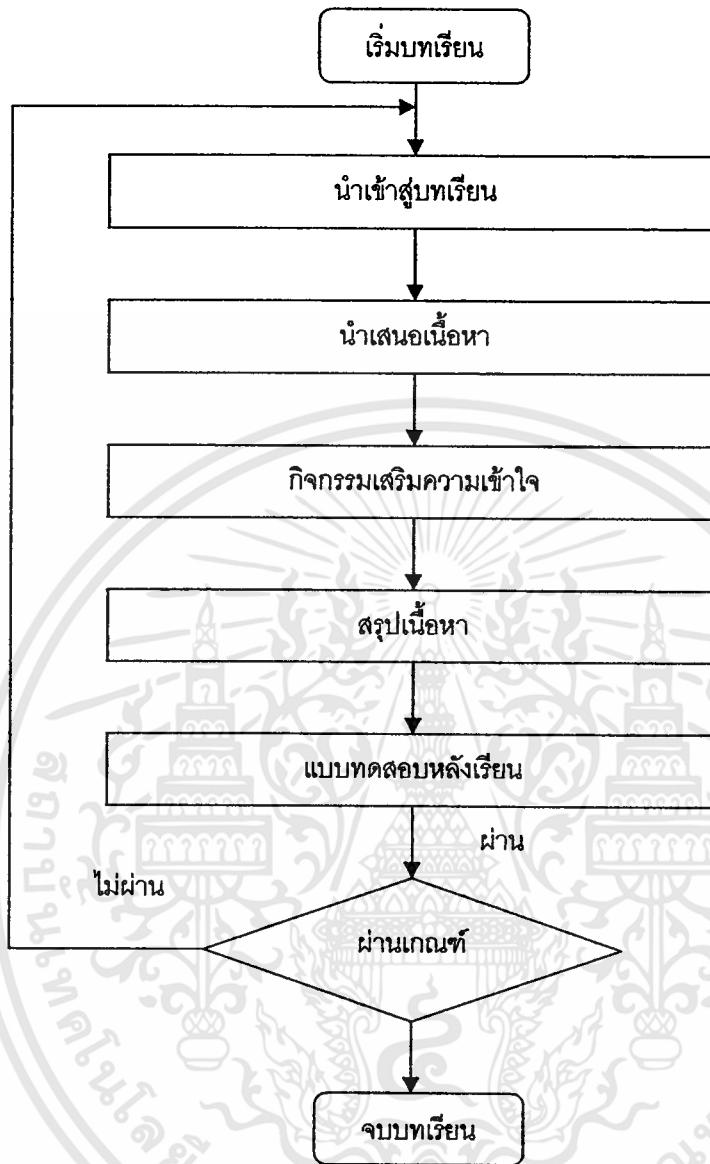 เริ่มบทเรียน
นำเข้าสู่บทเรียน
นำเสนอเนื้อหา
กิจกรรมเสริมความเข้าใจ
สรุปเนื้อหา
แบบทดสอบหลังเรียน
ผ่าน
ไม่ผ่าน
ผ่านเกณฑ์
จบบทเรียน